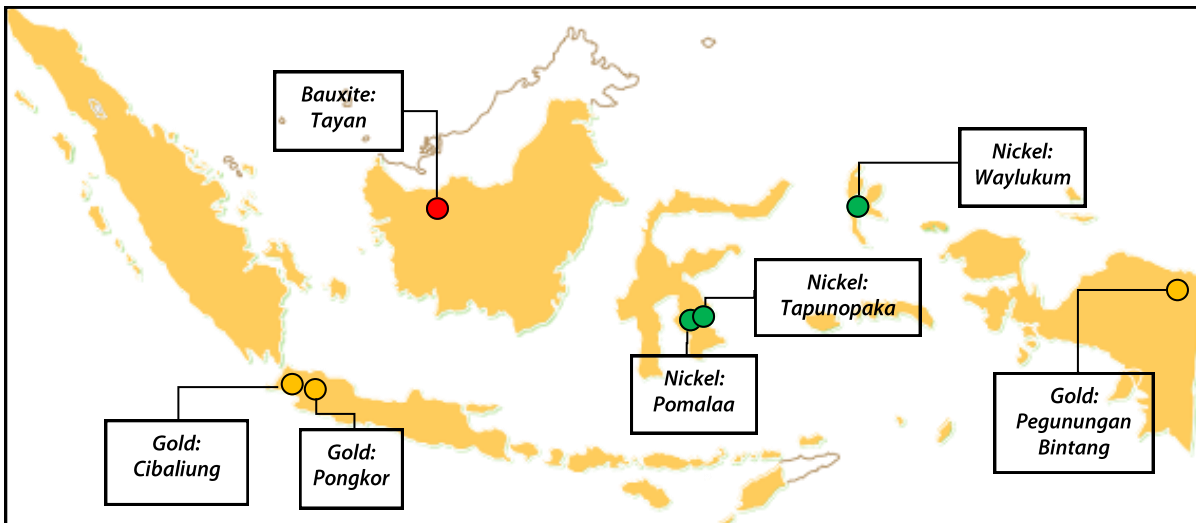 Bauxite:
Tayan
Nickel:
Waylukum
Nickel:
Tapunopaka
Nickel:
Pomalaa
Gold:
Pegunungan
Bintang
Gold:
Cibaliung
Gold:
Pongkor